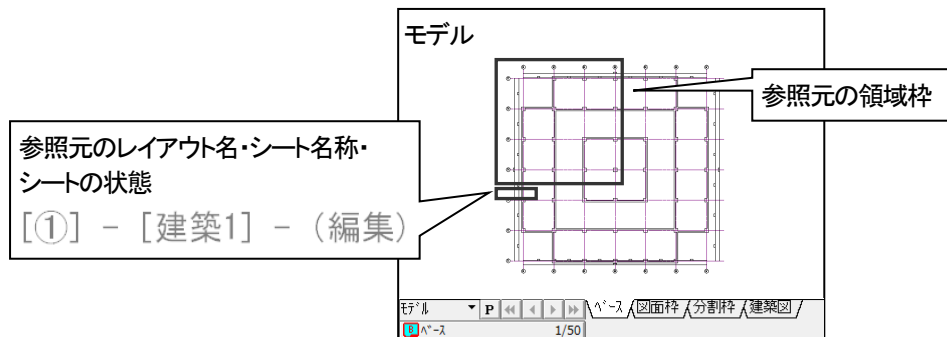 モデル
参照元の領域枠
参照元のレイアウト名・シート名称・
シートの状態
[①] - [建築1] - (編集)
ﾓﾃﾞﾙ P ﾍﾞｰｽ 図面枠 分割枠 建築図
B ﾍﾞｰｽ 1/50